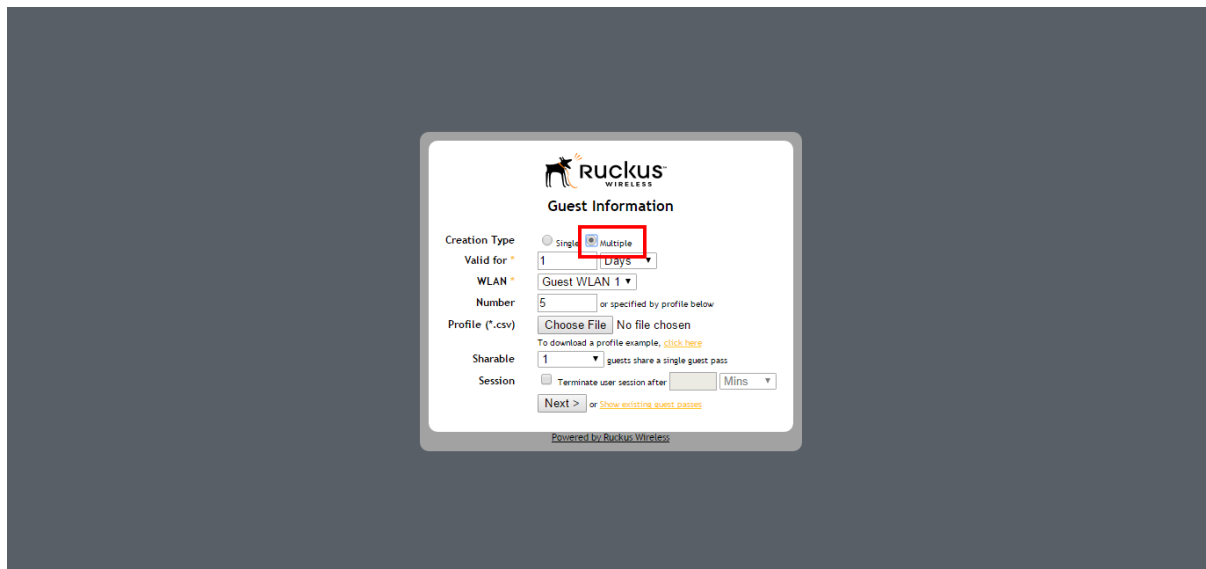 RUCKUS™
WIRELESS
Guest Information
Creation Type Single Multiple
Valid for * 1 Days
WLAN * Guest WLAN 1
Number 5 or specified by profile below
Profile (*.csv) Choose File No file chosen
To download a profile example, click here
Sharable 1 guests share a single guest pass
Session Terminate user session after Mins
Next > or Show existing guest passes
Powered by Ruckus Wireless